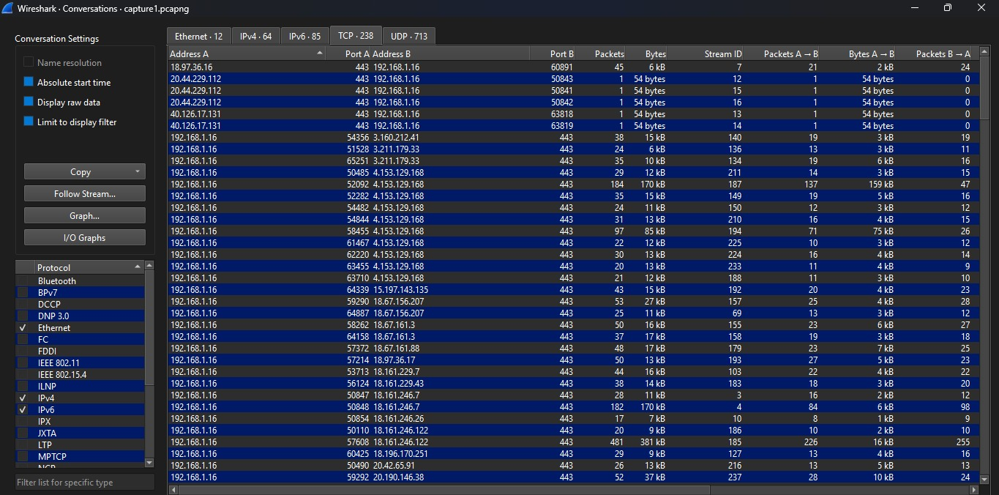 Wireshark · Conversations · capture1.pcapng
Conversation Settings
Name resolution
Absolute start time
Display raw data
Limit to display filter
Copy
Follow Stream...
Graph...
I/O Graphs
Protocol
Bluetooth
BPv7
DCCP
DNP 3.0
Ethernet
FC
FDDI
IEEE 802.11
IEEE 802.15.4
ILNP
IPv4
IPv6
IPX
JXTA
LTP
MPTCP
NCP
Filter list for specific type
Ethernet · 12 IPv4 · 64 IPv6 · 85 TCP · 238 UDP · 713
Address A Port A Address B Port B Packets Bytes Stream ID Packets A → B Bytes A → B Packets B → A
18.97.36.16 443 192.168.1.16 60891 45 6 kB 7 21 2 kB 24
20.44.229.112 443 192.168.1.16 50843 1 54 bytes 12 1 54 bytes 0
20.44.229.112 443 192.168.1.16 50841 1 54 bytes 15 1 54 bytes 0
20.44.229.112 443 192.168.1.16 50842 1 54 bytes 16 1 54 bytes 0
40.126.17.131 443 192.168.1.16 63818 1 54 bytes 13 1 54 bytes 0
40.126.17.131 443 192.168.1.16 63819 1 54 bytes 14 1 54 bytes 0
192.168.1.16 54356 3.160.212.41 443 38 15 kB 140 19 3 kB 19
192.168.1.16 51528 3.211.179.33 443 24 6 kB 136 13 3 kB 11
192.168.1.16 65251 3.211.179.33 443 35 10 kB 134 19 6 kB 16
192.168.1.16 50485 4.153.129.168 443 29 12 kB 211 14 3 kB 15
192.168.1.16 52092 4.153.129.168 443 184 170 kB 187 137 159 kB 47
192.168.1.16 52282 4.153.129.168 443 35 15 kB 149 19 5 kB 16
192.168.1.16 54482 4.153.129.168 443 24 11 kB 150 12 3 kB 12
192.168.1.16 54844 4.153.129.168 443 31 13 kB 210 16 4 kB 15
192.168.1.16 58455 4.153.129.168 443 97 85 kB 194 71 75 kB 26
192.168.1.16 61467 4.153.129.168 443 22 12 kB 225 10 3 kB 12
192.168.1.16 62220 4.153.129.168 443 30 13 kB 224 16 4 kB 14
192.168.1.16 63455 4.153.129.168 443 20 13 kB 233 11 4 kB 9
192.168.1.16 63710 4.153.129.168 443 21 12 kB 188 11 3 kB 10
192.168.1.16 64339 15.197.143.135 443 43 15 kB 192 20 4 kB 23
192.168.1.16 59290 18.67.156.207 443 53 27 kB 157 25 4 kB 28
192.168.1.16 64887 18.67.156.207 443 25 11 kB 69 13 3 kB 12
192.168.1.16 58262 18.67.161.3 443 50 16 kB 155 23 6 kB 27
192.168.1.16 64158 18.67.161.3 443 37 17 kB 158 19 3 kB 18
192.168.1.16 57372 18.67.161.88 443 48 17 kB 179 23 7 kB 25
192.168.1.16 57214 18.97.36.17 443 50 13 kB 193 27 5 kB 23
192.168.1.16 53713 18.161.229.7 443 44 16 kB 103 22 4 kB 22
192.168.1.16 56124 18.161.229.43 443 38 14 kB 183 18 3 kB 20
192.168.1.16 50847 18.161.246.7 443 28 11 kB 3 16 2 kB 12
192.168.1.16 50848 18.161.246.7 443 182 170 kB 4 84 6 kB 98
192.168.1.16 50854 18.161.246.26 443 17 7 kB 10 8 1 kB 9
192.168.1.16 50110 18.161.246.122 443 20 9 kB 186 10 2 kB 10
192.168.1.16 57608 18.161.246.122 443 481 381 kB 185 226 16 kB 255
192.168.1.16 60425 18.196.170.251 443 29 9 kB 127 13 4 kB 16
192.168.1.16 50490 20.42.65.91 443 26 13 kB 216 13 5 kB 13
192.168.1.16 59292 20.190.146.38 443 52 37 kB 237 28 10 kB 24